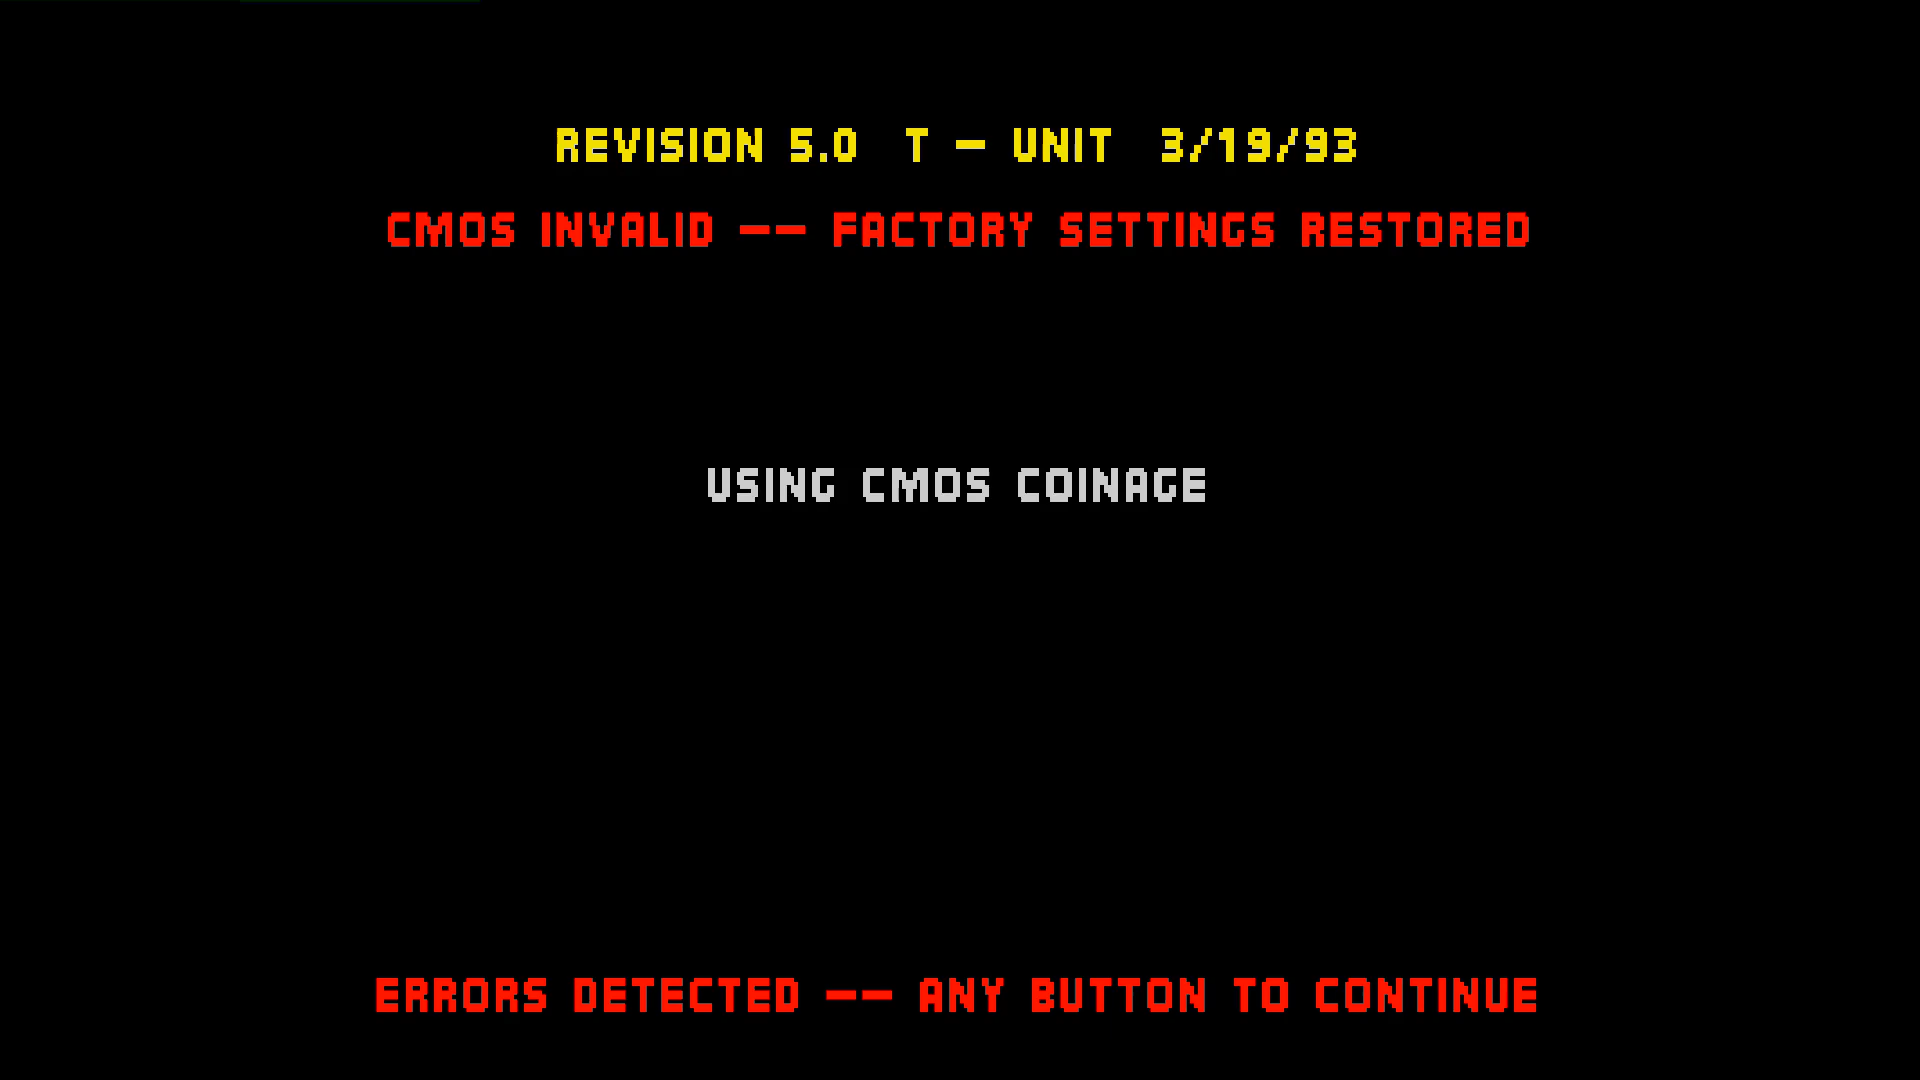 REVISION 5.0 T - UNIT 3/19/93
CMOS INVALID -- FACTORY SETTINGS RESTORED
USING CMOS COINAGE
ERRORS DETECTED -- ANY BUTTON TO CONTINUE